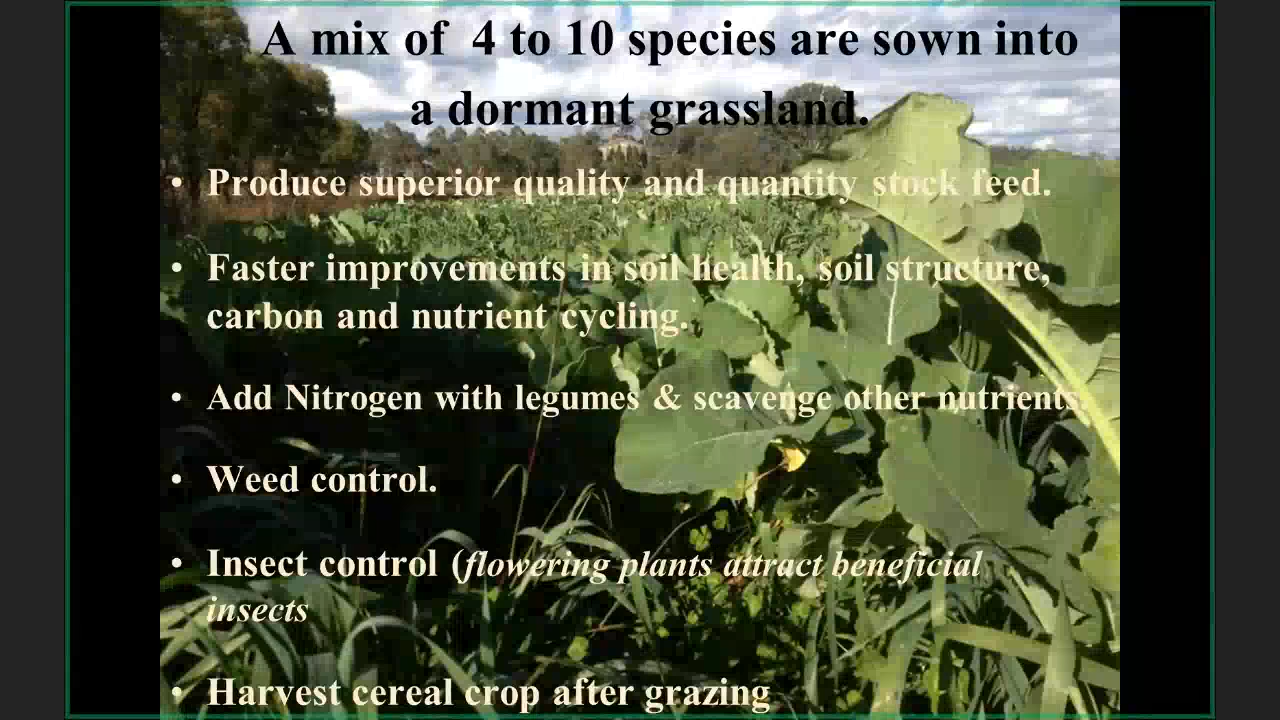 A mix of 4 to 10 species are sown into
a dormant grassland.
• Produce superior quality and quantity stock feed.
• Faster improvements in soil health, soil structure,
carbon and nutrient cycling.
• Add Nitrogen with legumes & scavenge other nutrients.
• Weed control.
• Insect control (flowering plants attract beneficial
insects
• Harvest cereal crop after grazing